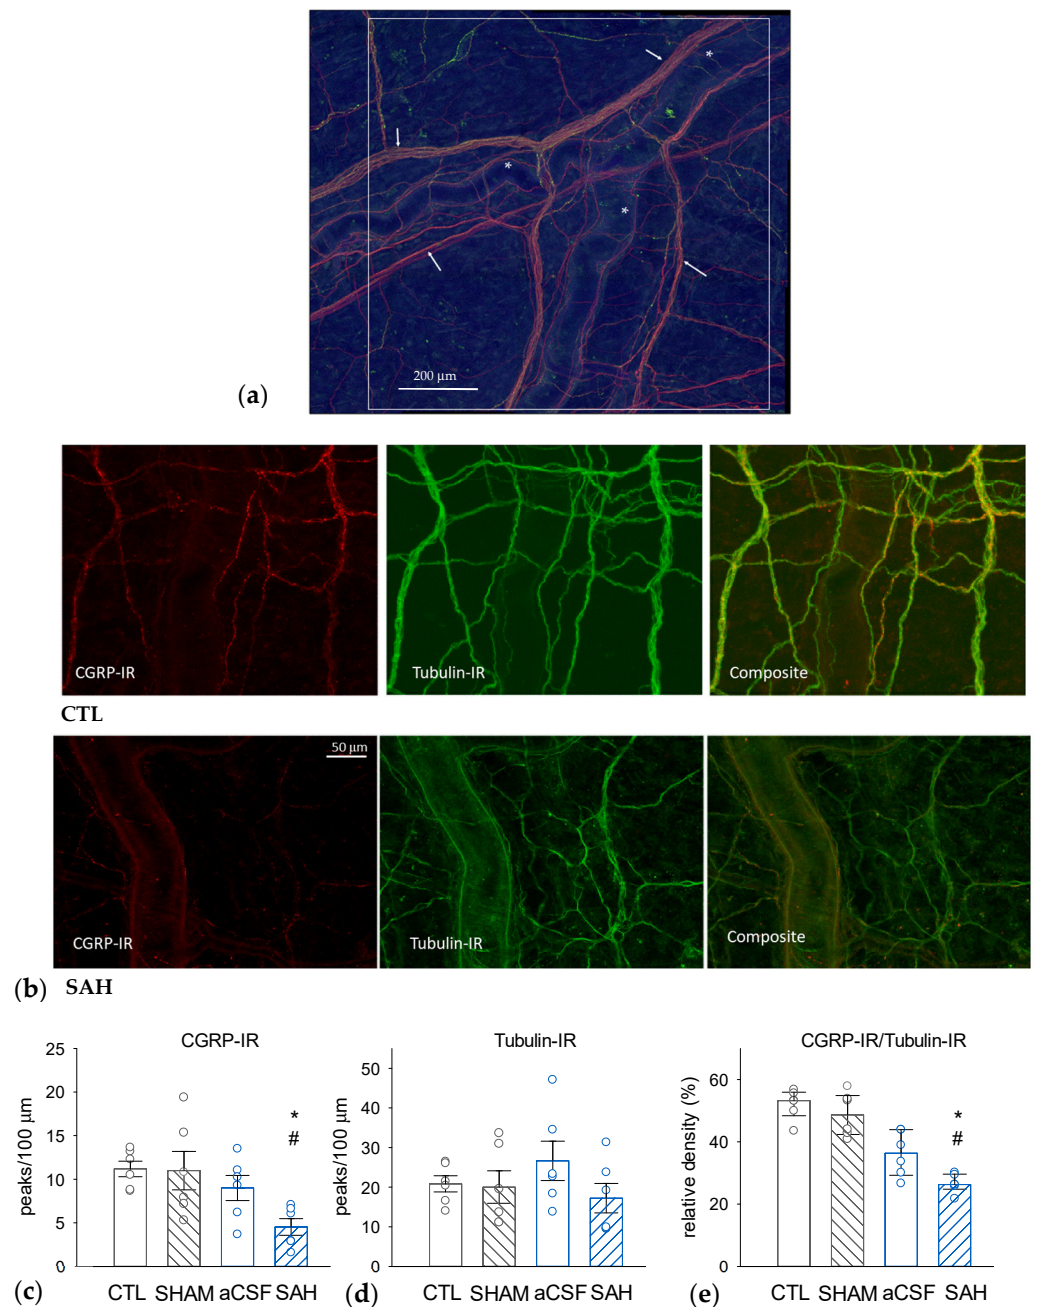 *
*
*
200 μm
(a)
CGRP-IR
Tubulin-IR
Composite
CTL
50 μm
CGRP-IR
Tubulin-IR
Composite
(b) SAH
CGRP-IR
peaks/100 μm
25
20
15
10
5
0
*
#
(c) CTL SHAM aCSF SAH
Tubulin-IR
peaks/100 μm
50
40
30
20
10
0
(d) CTL SHAM aCSF SAH
CGRP-IR/Tubulin-IR
relative density (%)
60
40
20
0
*
#
(e) CTL SHAM aCSF SAH